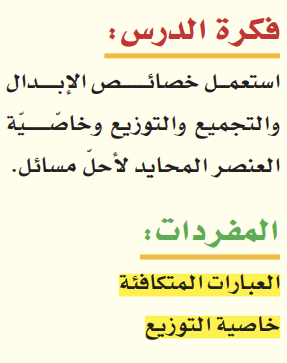 فكرة الدرس:
استعمل خصائص الإبدال
والتجميع والتوزيع وخاصّيّة
العنصر المحايد لأحلّ مسائل.
المفردات:
العبارات المتكافئة
خاصية التوزيع